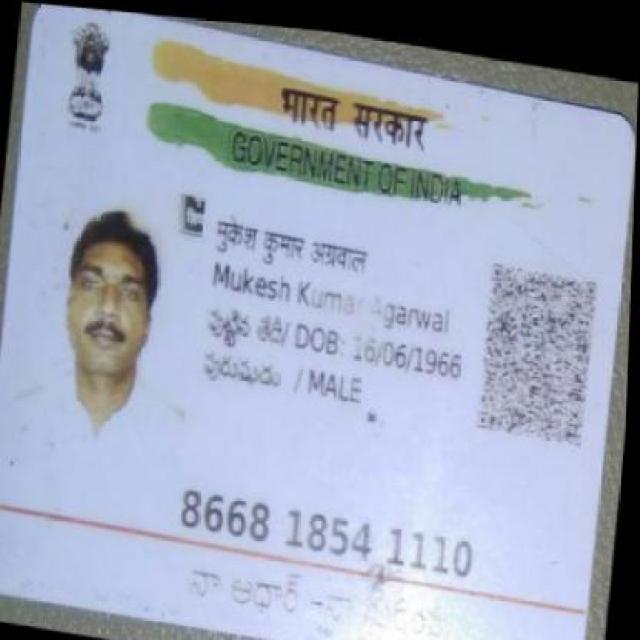 भारत सरकार
GOVERNMENT OF INDIA
मुकेश कुमार अग्रवाल
Mukesh Kumar Agarwal
పుట్టిన తేదీ/ DOB: 16/06/1966
పురుషుడు / MALE
8668 1854 1110
నా ఆధార్ -నా